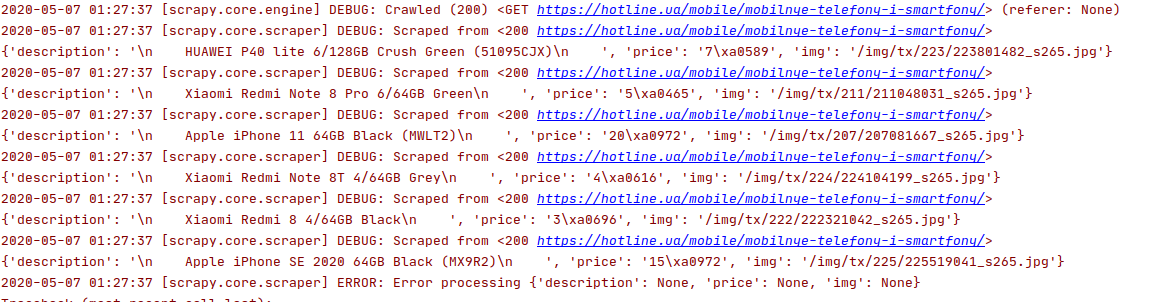 2020-05-07 01:27:37 [scrapy.core.engine] DEBUG: Crawled (200) <GET https://hotline.ua/mobile/mobilnye-telefony-i-smartfony/> (referer: None)
2020-05-07 01:27:37 [scrapy.core.scraper] DEBUG: Scraped from <200 https://hotline.ua/mobile/mobilnye-telefony-i-smartfony/>
{'description': '\n    HUAWEI P40 lite 6/128GB Crush Green (51095CJX)\n    ', 'price': '7\xa0589', 'img': '/img/tx/223/223801482_s265.jpg'}
2020-05-07 01:27:37 [scrapy.core.scraper] DEBUG: Scraped from <200 https://hotline.ua/mobile/mobilnye-telefony-i-smartfony/>
{'description': '\n    Xiaomi Redmi Note 8 Pro 6/64GB Green\n    ', 'price': '5\xa0465', 'img': '/img/tx/211/211048031_s265.jpg'}
2020-05-07 01:27:37 [scrapy.core.scraper] DEBUG: Scraped from <200 https://hotline.ua/mobile/mobilnye-telefony-i-smartfony/>
{'description': '\n    Apple iPhone 11 64GB Black (MWLT2)\n    ', 'price': '20\xa0972', 'img': '/img/tx/207/207081667_s265.jpg'}
2020-05-07 01:27:37 [scrapy.core.scraper] DEBUG: Scraped from <200 https://hotline.ua/mobile/mobilnye-telefony-i-smartfony/>
{'description': '\n    Xiaomi Redmi Note 8T 4/64GB Grey\n    ', 'price': '4\xa0616', 'img': '/img/tx/224/224104199_s265.jpg'}
2020-05-07 01:27:37 [scrapy.core.scraper] DEBUG: Scraped from <200 https://hotline.ua/mobile/mobilnye-telefony-i-smartfony/>
{'description': '\n    Xiaomi Redmi 8 4/64GB Black\n    ', 'price': '3\xa0696', 'img': '/img/tx/222/222321042_s265.jpg'}
2020-05-07 01:27:37 [scrapy.core.scraper] DEBUG: Scraped from <200 https://hotline.ua/mobile/mobilnye-telefony-i-smartfony/>
{'description': '\n    Apple iPhone SE 2020 64GB Black (MX9R2)\n    ', 'price': '15\xa0972', 'img': '/img/tx/225/225519041_s265.jpg'}
2020-05-07 01:27:37 [scrapy.core.scraper] ERROR: Error processing {'description': None, 'price': None, 'img': None}